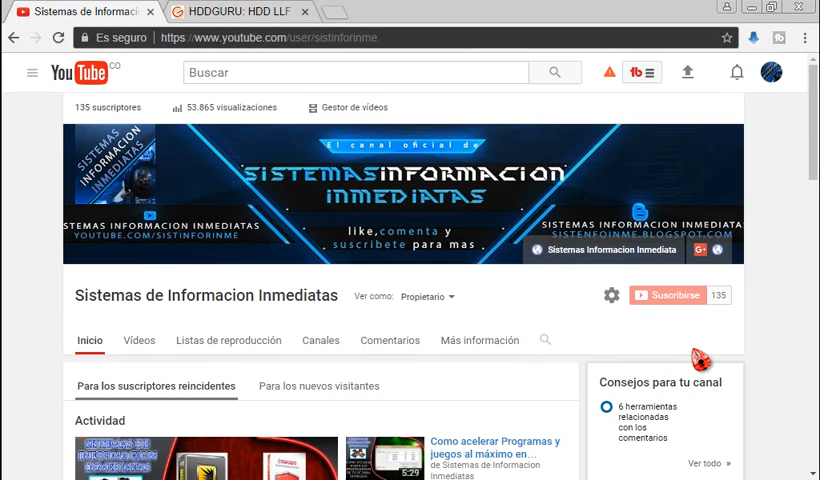 Sistemas de Informaci
HDDGURU: HDD LLF
Es seguro
https://www.youtube.com/user/sistinforinme
YouTube CO
Buscar
135 suscriptores
53.865 visualizaciones
Gestor de vídeos
SISTEMAS
INFORMACION
INMEDIATAS
El canal oficial de
SISTEMASINFORMACION
INMEDIATAS
like,comenta y
suscribete para mas
STEMAS INFORMACION INMEDIATAS
YOUTUBE.COM/SISTINFORINME
SISTEMAS INFORMACION INMEDIATAS
SISTENFOINME.BLOGSPOT.COM
Sistemas Informacion Inmediata
G+
Sistemas de Informacion Inmediatas
Ver como: Propietario
Suscribirse 135
Inicio
Vídeos
Listas de reproducción
Canales
Comentarios
Más información
Para los suscriptores reincidentes
Para los nuevos visitantes
Consejos para tu canal
6 herramientas
relacionadas
con los
comentarios
Ver todo »
Actividad
SISTEMAS DE
INFORMACION
INMEDIATAS
COMODO
5:29
Como acelerar Programas y
juegos al máximo en...
de Sistemas de Informacion
Inmediatas